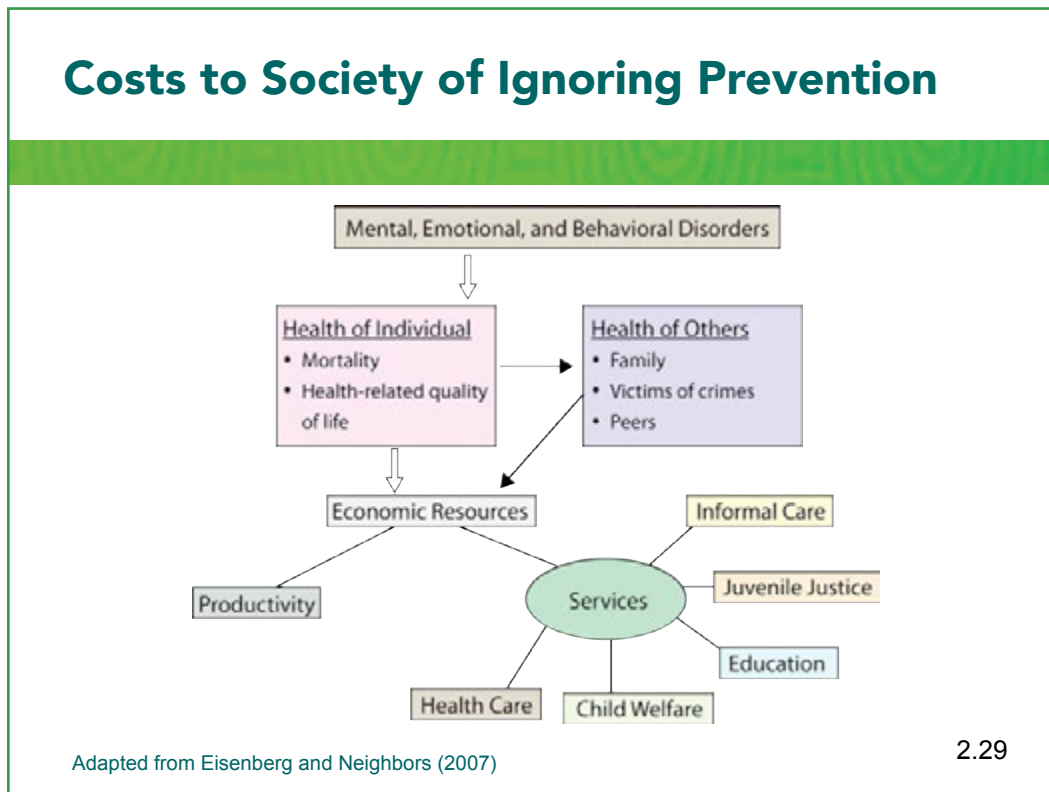 Costs to Society of Ignoring Prevention
Mental, Emotional, and Behavioral Disorders
Health of Individual
• Mortality
• Health-related quality
of life
Health of Others
• Family
• Victims of crimes
• Peers
Economic Resources
Informal Care
Productivity
Services
Juvenile Justice
Education
Health Care
Child Welfare
Adapted from Eisenberg and Neighbors (2007)
2.29